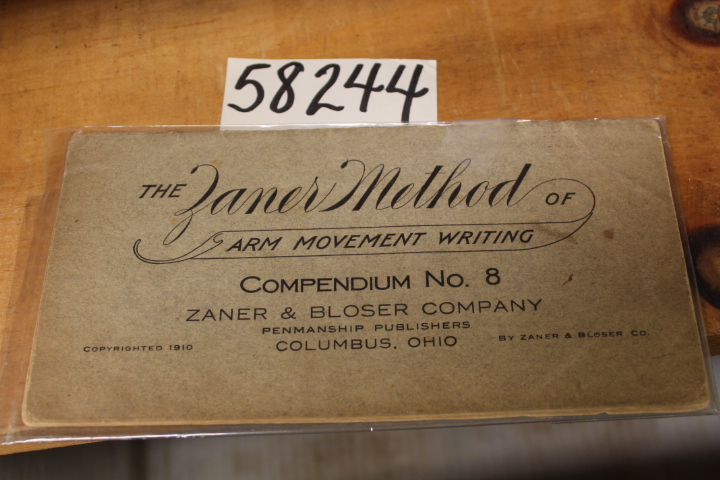 58244
THE Zaner Method OF
ARM MOVEMENT WRITING
COMPENDIUM No. 8
ZANER & BLOSER COMPANY
PENMANSHIP PUBLISHERS
COPYRIGHTED 1910 COLUMBUS, OHIO BY ZANER & BLOSER CO.